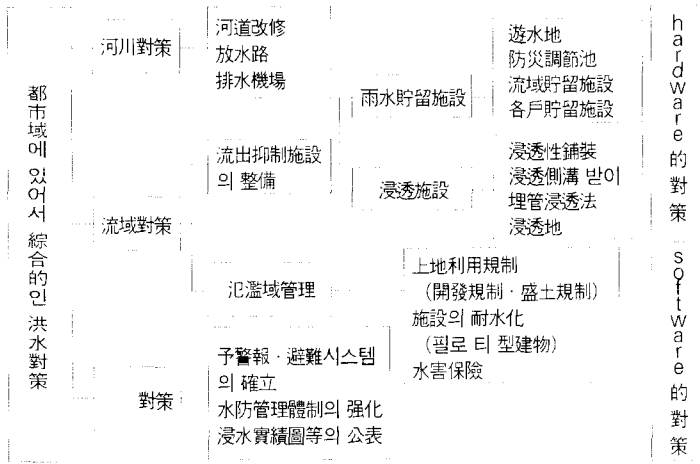 都市域에 있어서 綜合的인 洪水對策
河川對策
河道改修
放水路
排水機場
流域對策
流出抑制施設
의 整備
雨水貯留施設
遊水地
防災調節池
流域貯留施設
各戶貯留施設
浸透施設
浸透性鋪裝
浸透側溝 받이
埋管浸透法
浸透地
氾濫域管理
上地利用規制
(開發規制・盛土規制)
施設의 耐水化
(필로 티 型建物)
水害保險
對策
予警報・避難시스템
의 確立
水防管理體制의 强化
浸水實績圖等의 公表
hardware的 對策
software的 對策